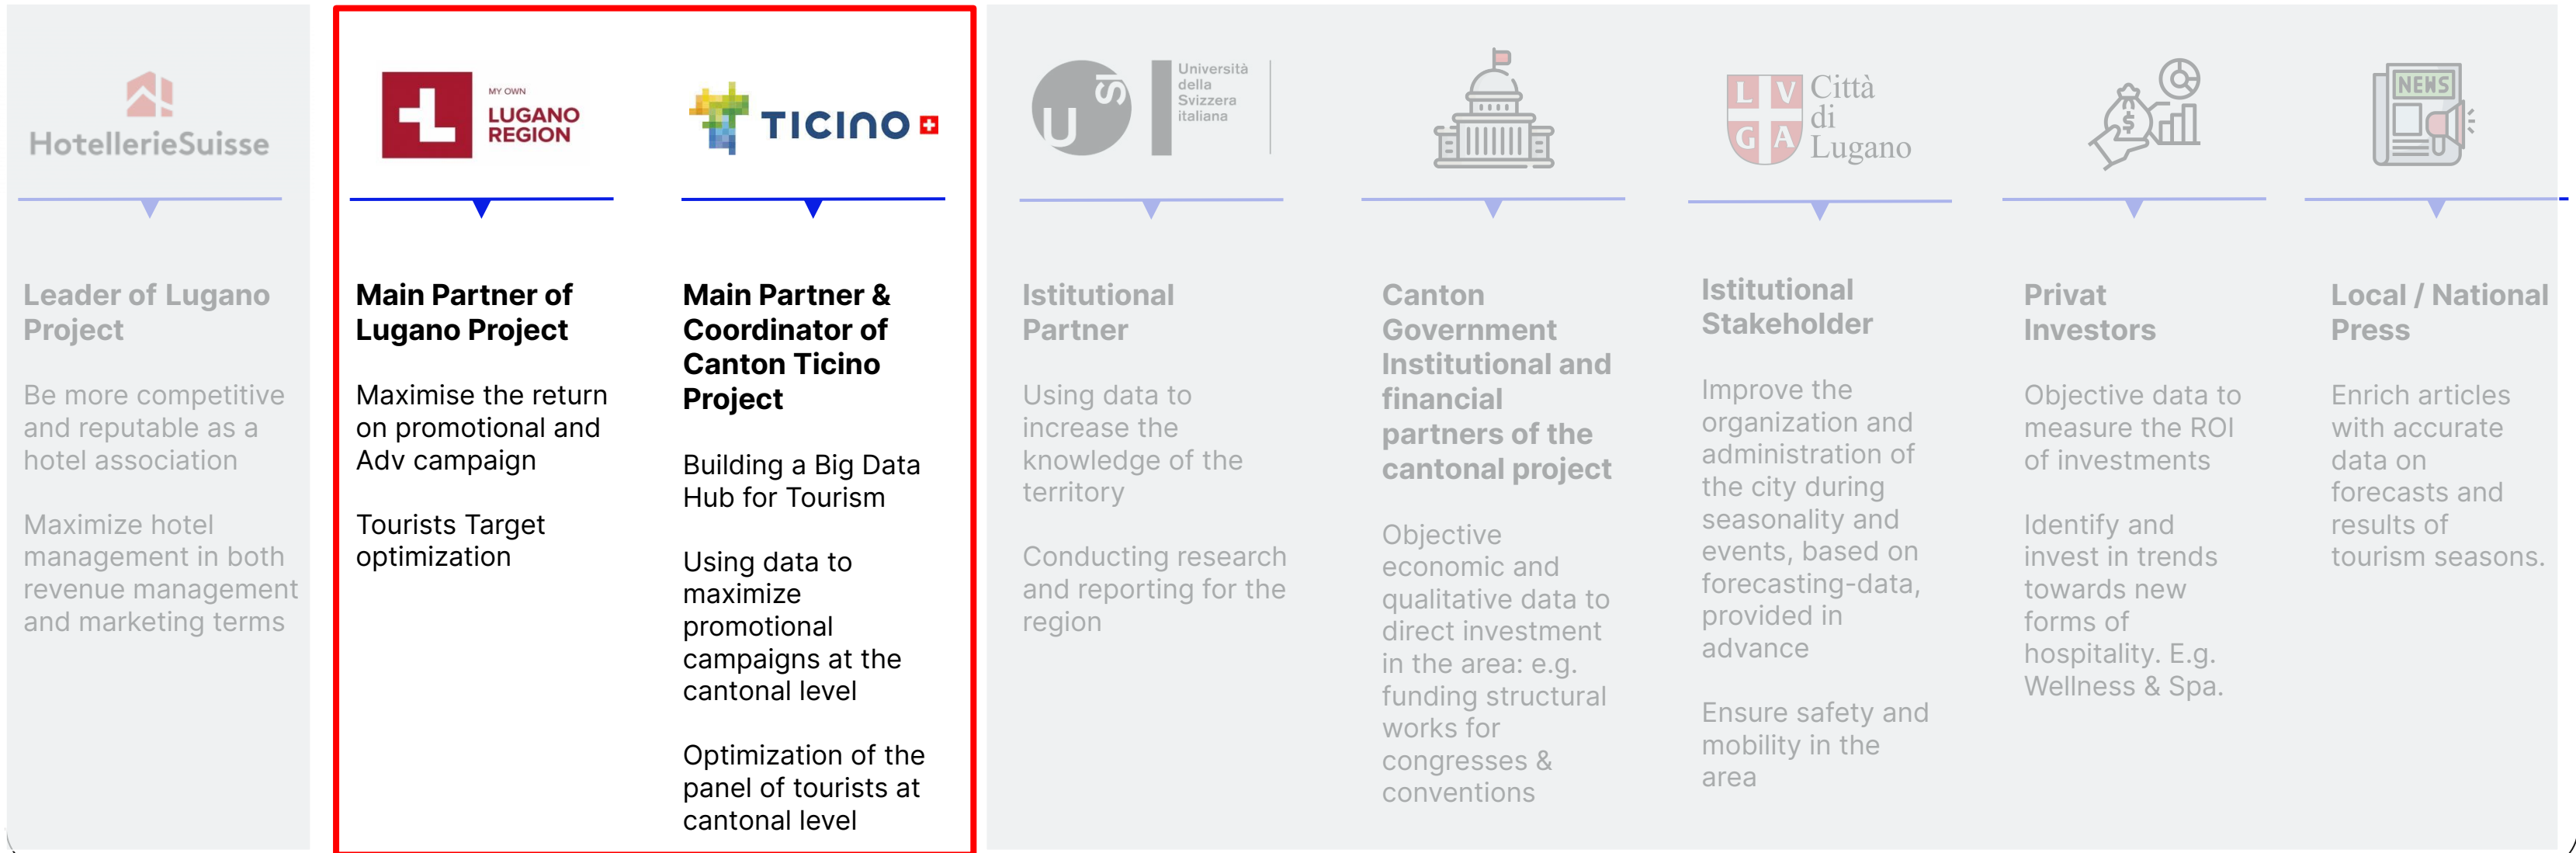 HotellerieSuisse
Leader of Lugano
Project
Be more competitive
and reputable as a
hotel association
Maximize hotel
management in both
revenue management
and marketing terms
MY OWN
LUGANO
REGION
Main Partner of
Lugano Project
Maximise the return
on promotional and
Adv campaign
Tourists Target
optimization
TICINO
Main Partner &
Coordinator of
Canton Ticino
Project
Building a Big Data
Hub for Tourism
Using data to
maximize
promotional
campaigns at the
cantonal level
Optimization of the
panel of tourists at
cantonal level
U SI
Università
della
Svizzera
italiana
Istitutional
Partner
Using data to
increase the
knowledge of the
territory
Conducting research
and reporting for the
region
Canton
Government
Institutional and
financial
partners of the
cantonal project
Objective
economic and
qualitative data to
direct investment
in the area: e.g.
funding structural
works for
congresses &
conventions
L V
G A
Città
di
Lugano
Istitutional
Stakeholder
Improve the
organization and
administration of
the city during
seasonality and
events, based on
forecasting-data,
provided in
advance
Ensure safety and
mobility in the
area
$
Privat
Investors
Objective data to
measure the ROI
of investments
Identify and
invest in trends
towards new
forms of
hospitality. E.g.
Wellness & Spa.
NEWS
Local / National
Press
Enrich articles
with accurate
data on
forecasts and
results of
tourism seasons.